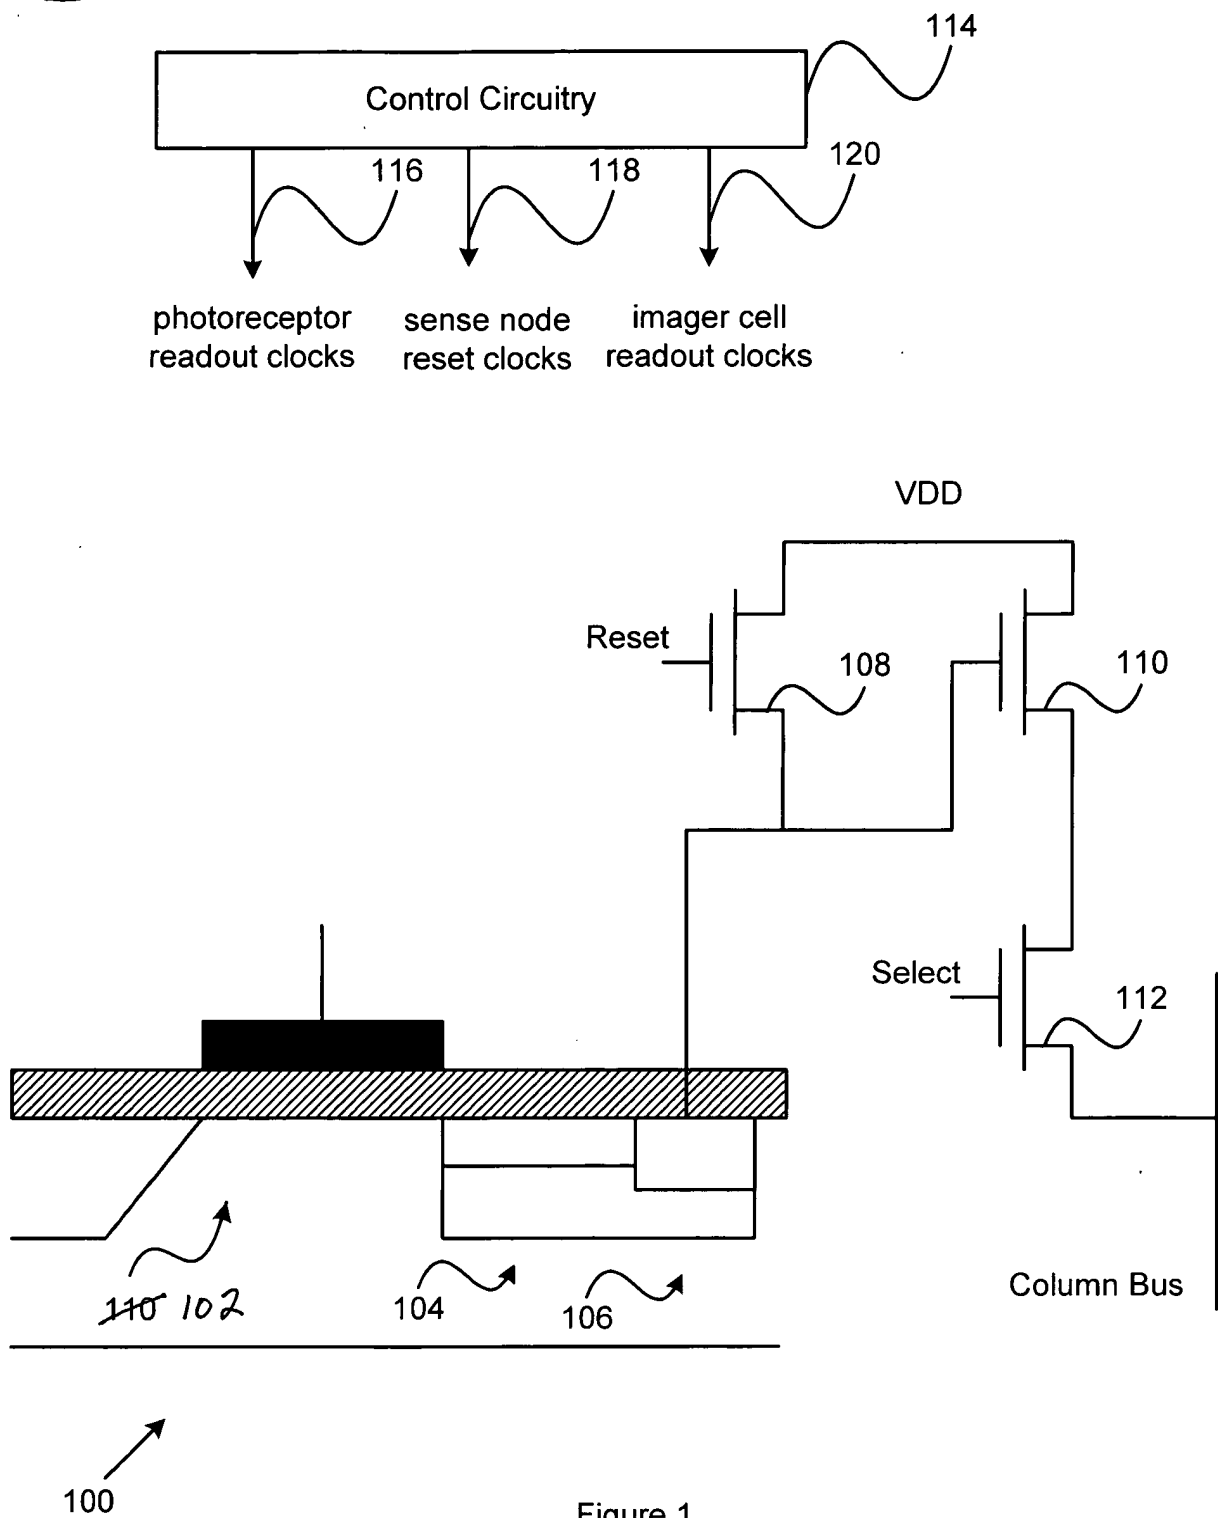 114
Control Circuitry
116
118
120
photoreceptor
readout clocks
sense node
reset clocks
imager cell
readout clocks
VDD
Reset
108
110
Select
112
110 102
104
106
Column Bus
100
Figure 1